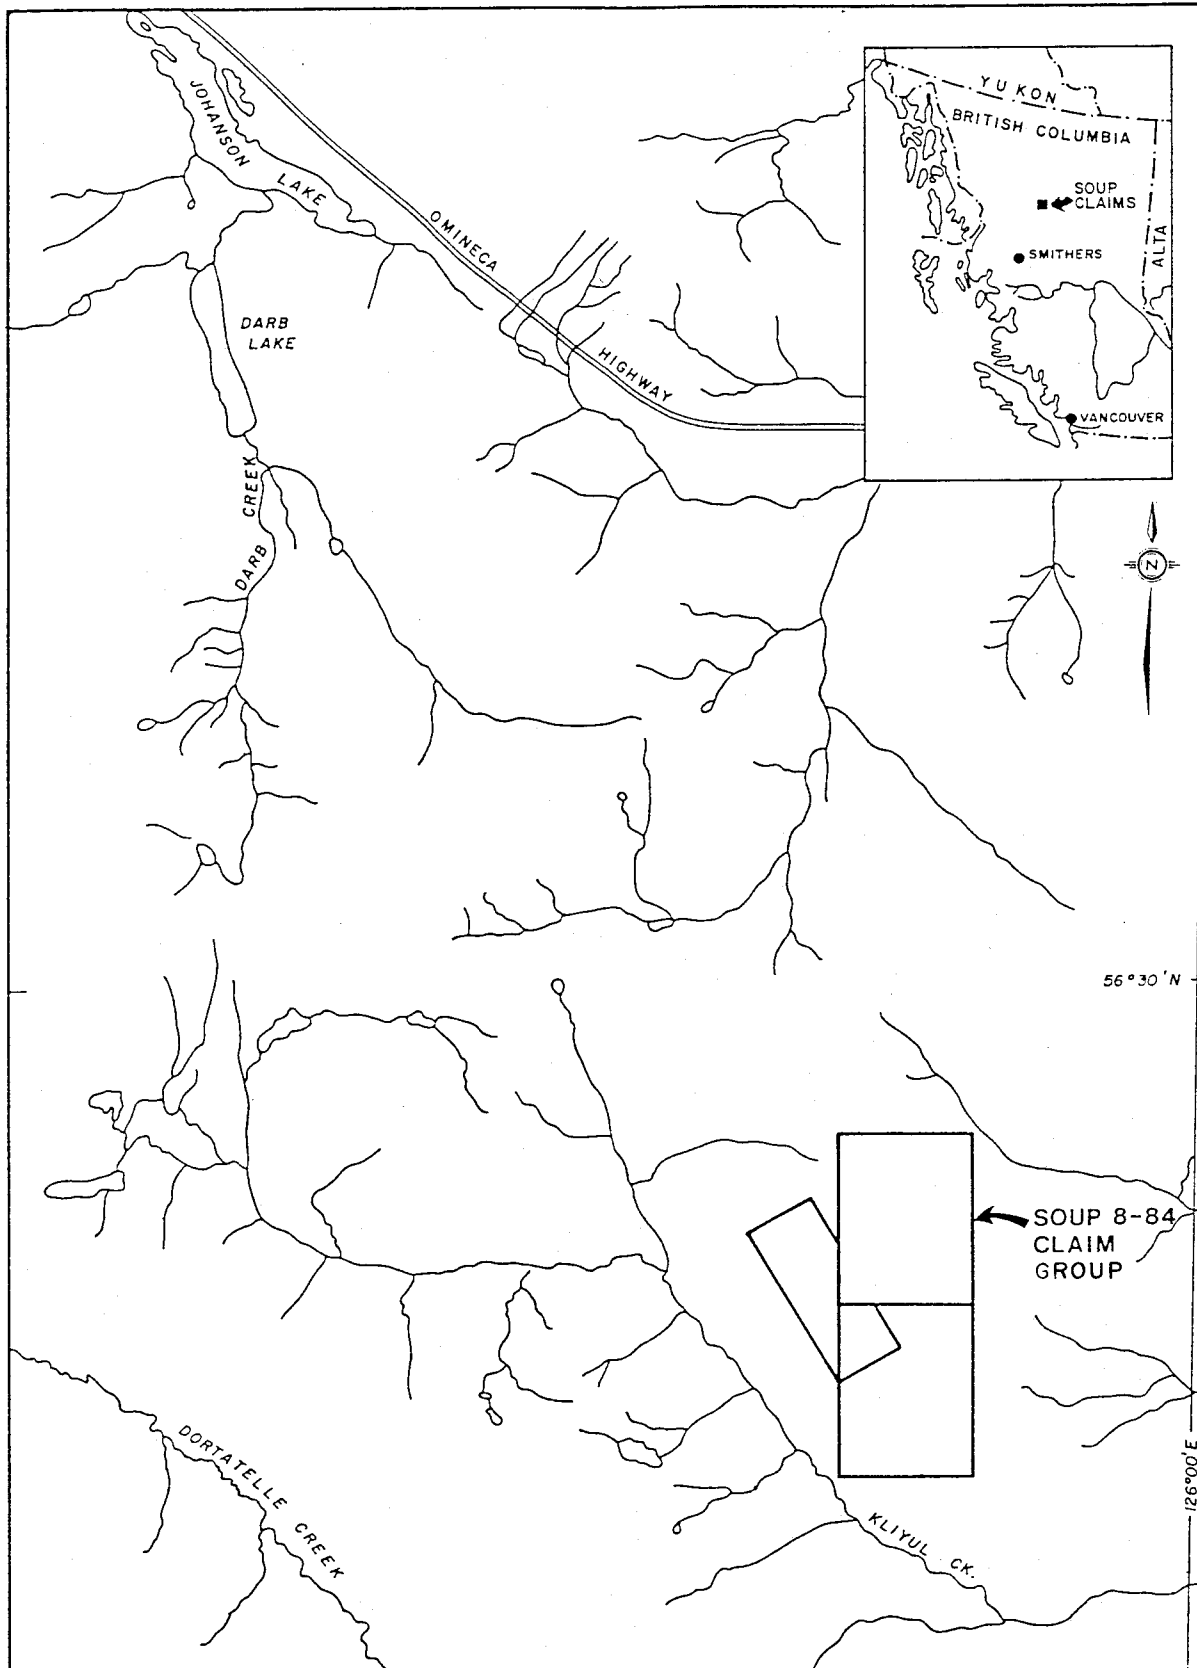 JOHANSON
LAKE
OMINECA
HIGHWAY
YUKON
BRITISH COLUMBIA
SOUP
CLAIMS
ALTA
SMITHERS
VANCOUVER
DARB
LAKE
DARB CREEK
N
56°30'N
SOUP 8-84
CLAIM
GROUP
126°00'E
DORTATELLE CREEK
KLIYUL CK.